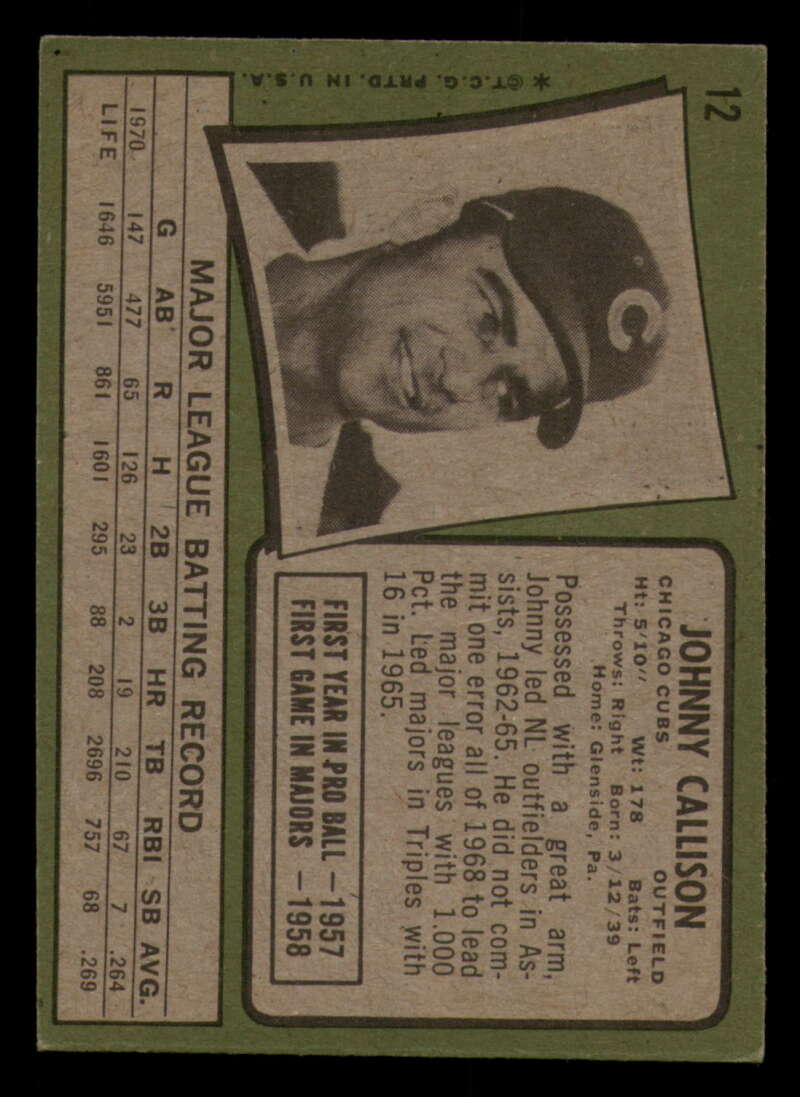 12
*©T.C.G. PRTD. IN U.S.A.
C
JOHNNY CALLISON
CHICAGO CUBS OUTFIELD
Ht: 5'10" Wt: 178 Bats: Left
Throws: Right Born: 3/12/39
Home: Glenside, Pa.
Possessed with a great arm,
Johnny led NL outfielders in As-
sists, 1962-65. He did not com-
mit one error all of 1968 to lead
the major leagues with 1.000
Pct. Led majors in Triples with
16 in 1965.
FIRST YEAR IN PRO BALL — 1957
FIRST GAME IN MAJORS — 1958
MAJOR LEAGUE BATTING RECORD
G AB R H 2B 3B HR TB RBI SB AVG.
1970 147 477 65 126 23 2 19 210 67 7 .264
LIFE 1646 5951 861 1601 295 88 208 2696 757 68 .269